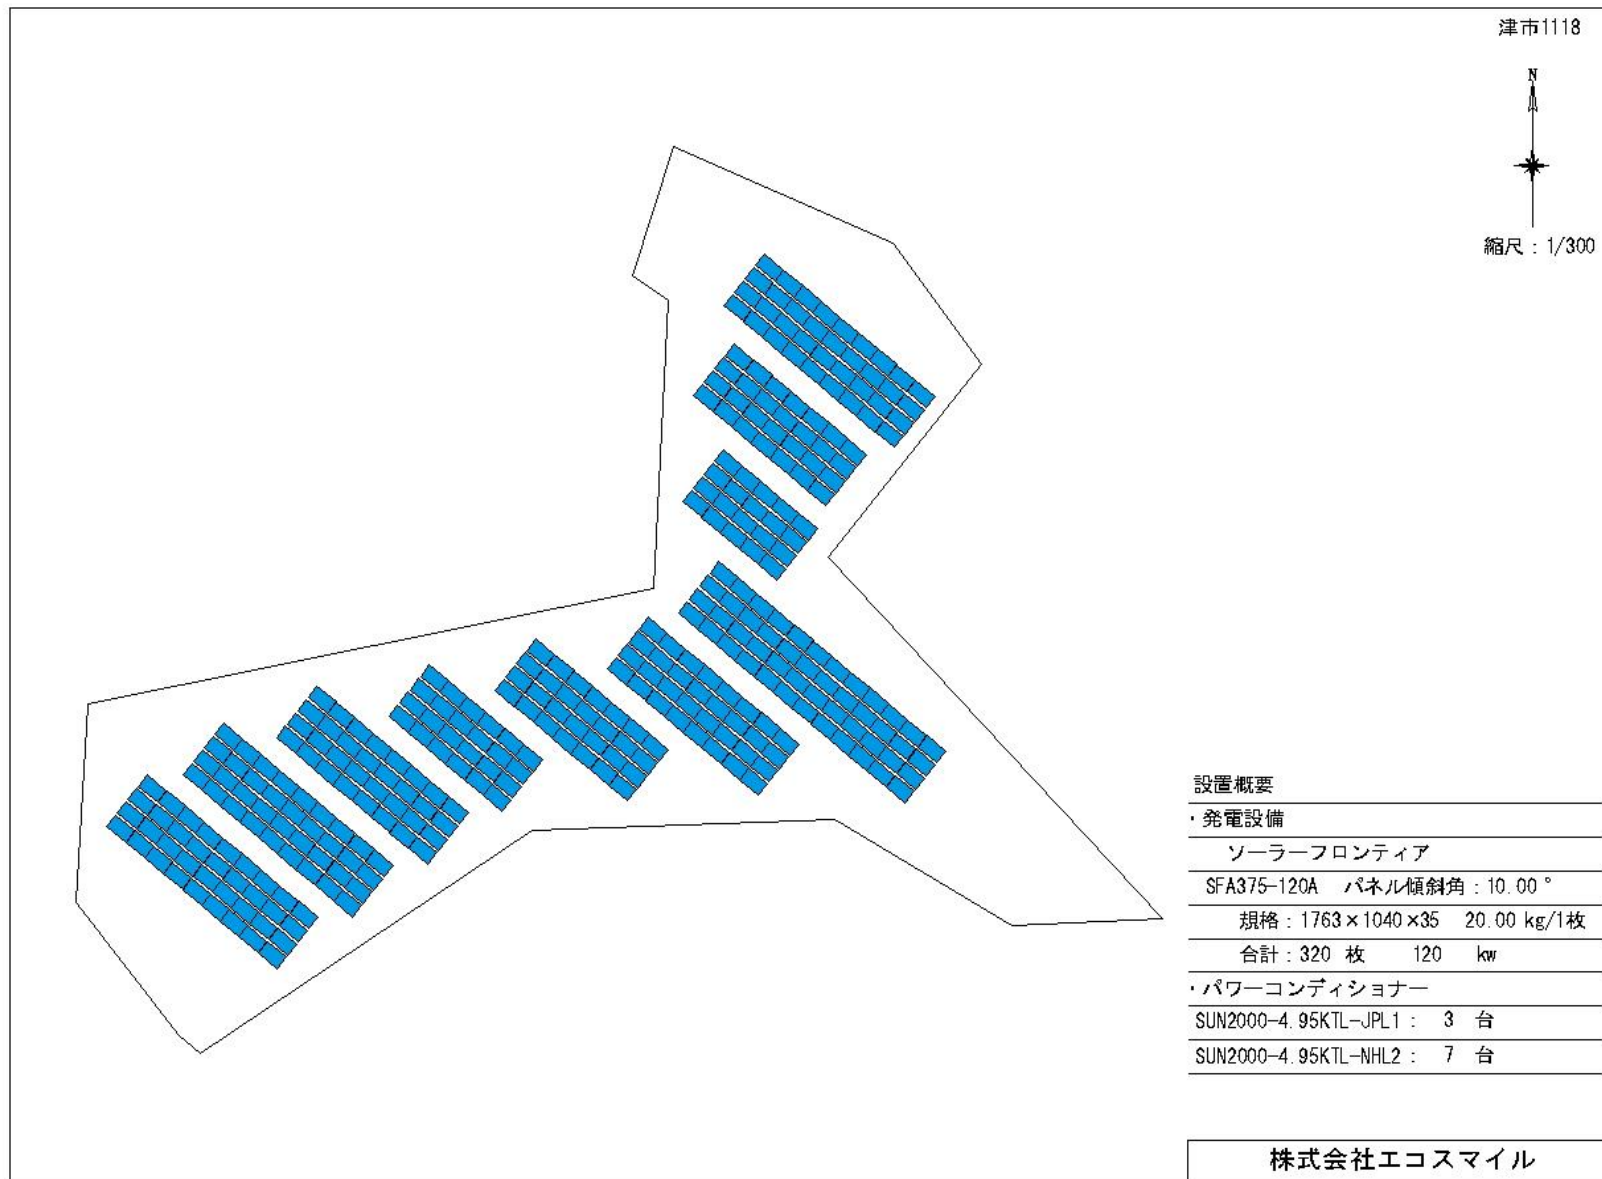 津市1118
N
縮尺：1/300
設置概要
・発電設備
ソーラーフロンティア
SFA375-120A パネル傾斜角：10.00°
規格：1763×1040×35 20.00 kg/1枚
合計：320 枚 120 kw
・パワーコンディショナー
SUN2000-4.95KTL-JPL1： 3 台
SUN2000-4.95KTL-NHL2： 7 台
株式会社エコスマイル